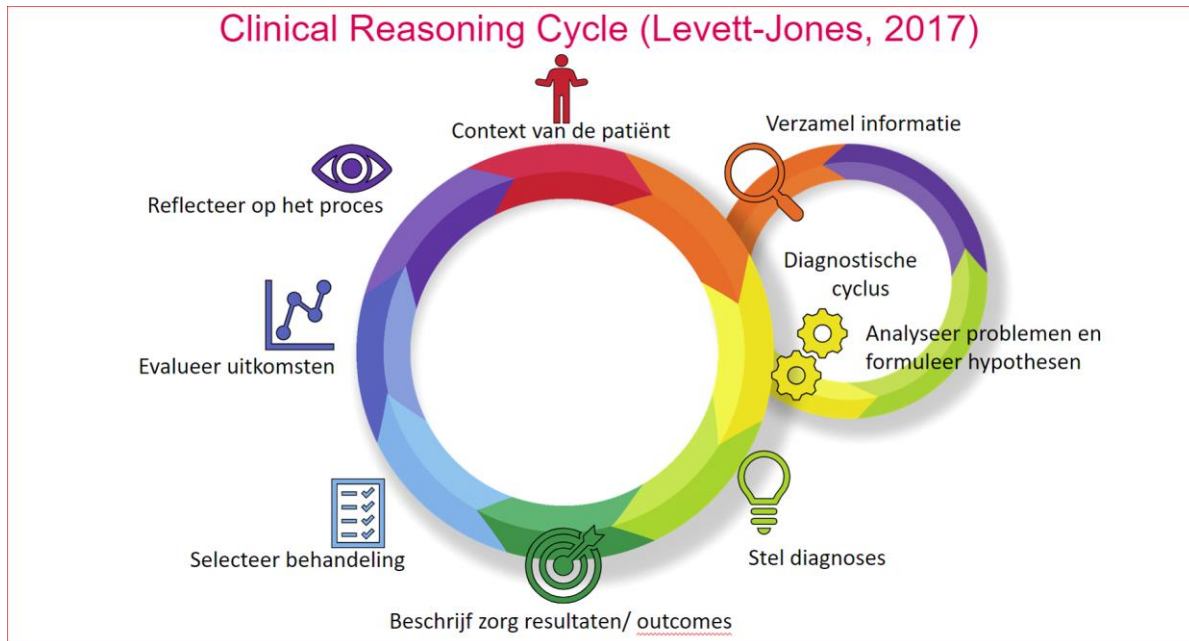 Clinical Reasoning Cycle (Levett-Jones, 2017)
Context van de patiënt
Verzamel informatie
Diagnostische
cyclus
Analyseer problemen en
formuleer hypothesen
Stel diagnoses
Beschrijf zorg resultaten/ outcomes
Selecteer behandeling
Evalueer uitkomsten
Reflecteer op het proces